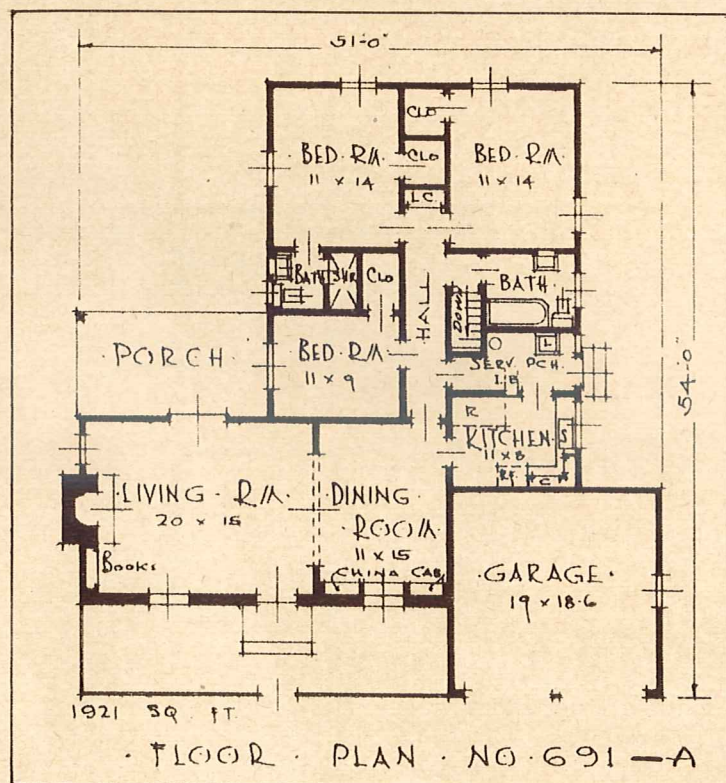 51'-0"
CLO
BED RM. BED RM.
11 x 14 CLO 11 x 14
L.C.
BATH SHR. CLO BATH
HALL
DOWN
54'-0"
PORCH
BED RM.
11 x 9
SERV. PCH.
I.B.
R
KITCHEN S
11 x 8
RF. C
LIVING RM. DINING
20 x 15 ROOM
11 x 15
BOOKS
CHINA CAB.
GARAGE
19 x 18-6
1921 SQ. FT.
FLOOR PLAN NO. 691-A